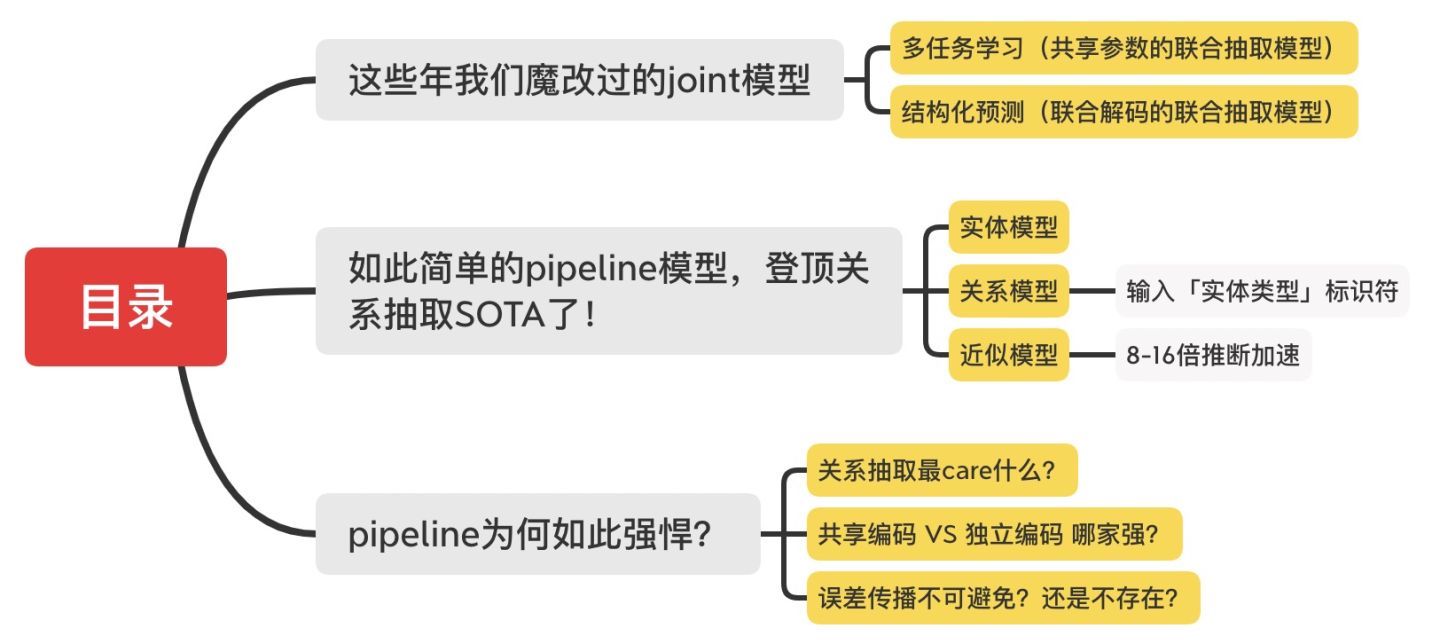 目录
这些年我们魔改过的joint模型
多任务学习（共享参数的联合抽取模型）
结构化预测（联合解码的联合抽取模型）
如此简单的pipeline模型，登顶关
系抽取SOTA了！
实体模型
关系模型
输入「实体类型」标识符
近似模型
8-16倍推断加速
pipeline为何如此强悍？
关系抽取最care什么？
共享编码 VS 独立编码 哪家强？
误差传播不可避免？还是不存在？